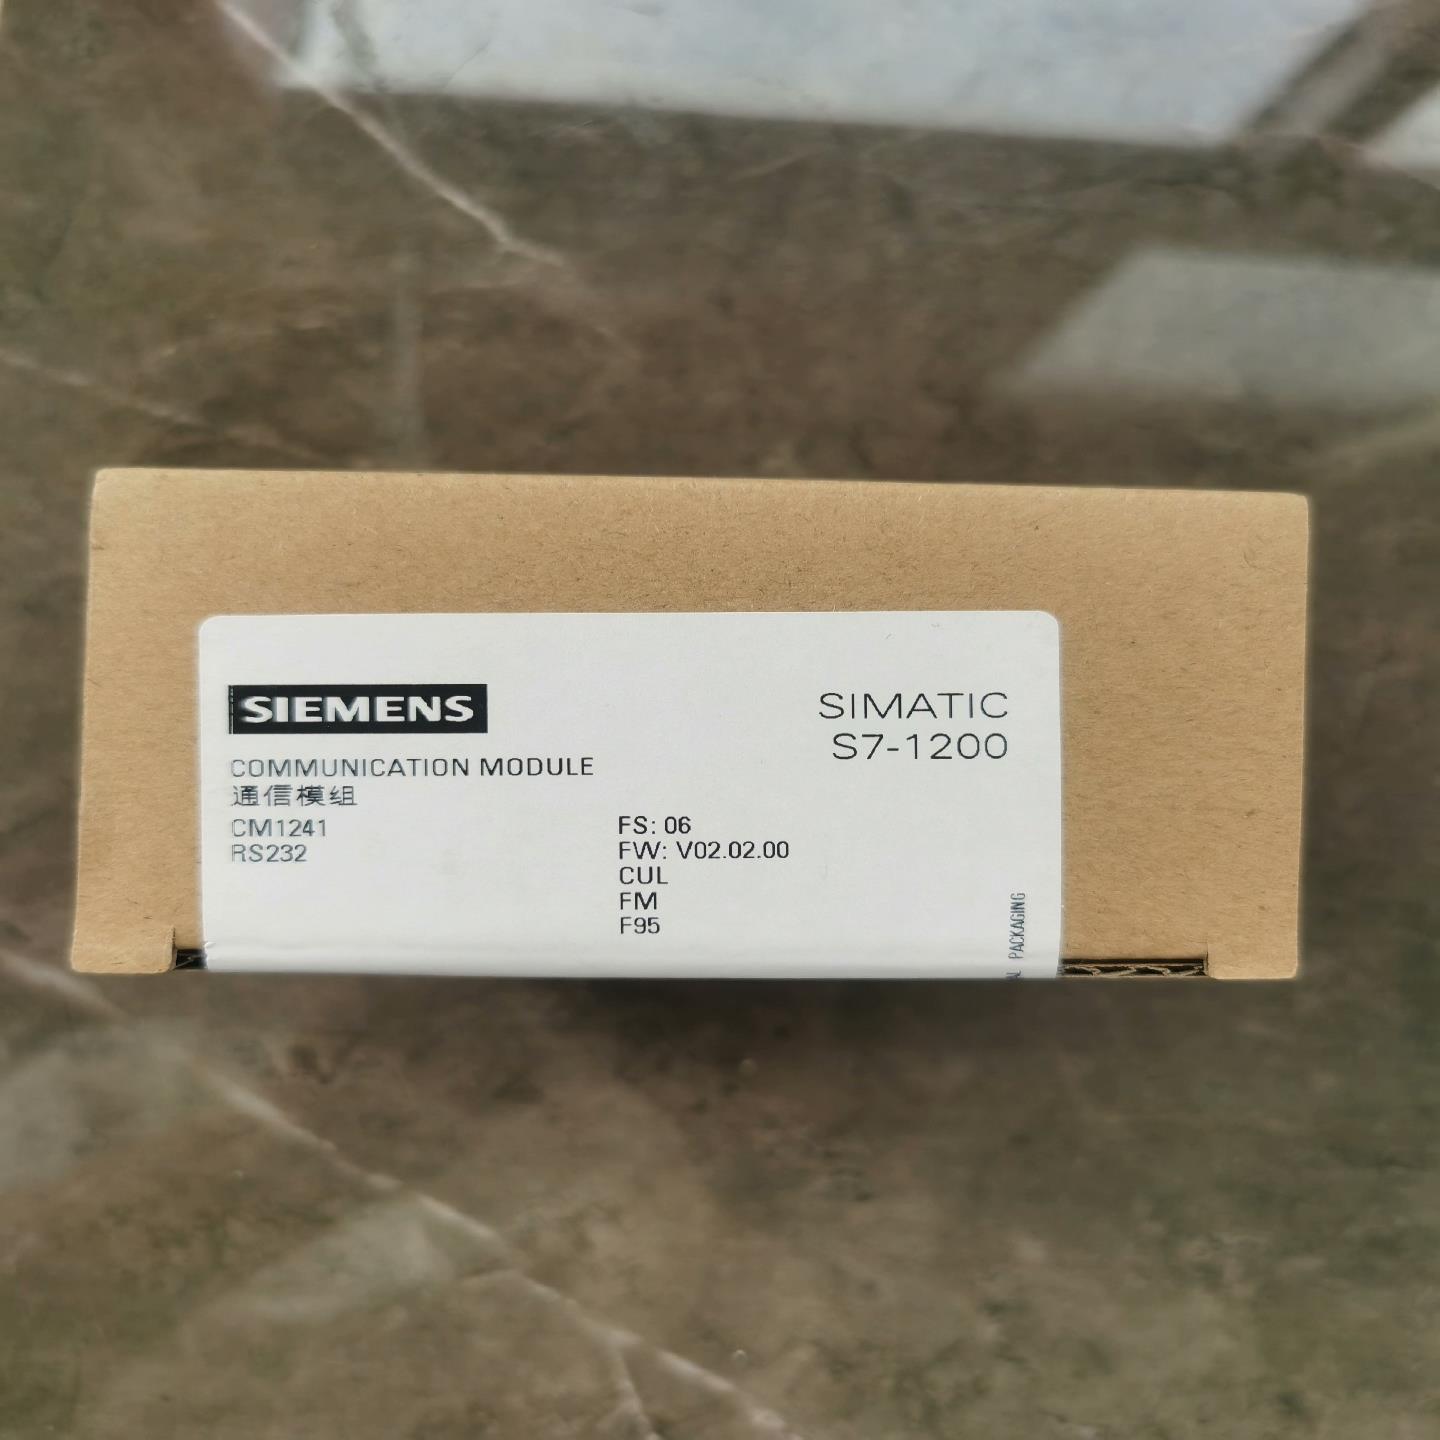 SIEMENS
SIMATIC
S7-1200
COMMUNICATION MODULE
通信模组
CM1241
RS232
FS: 06
FW: V02.02.00
CUL
FM
F95
PACKAGING